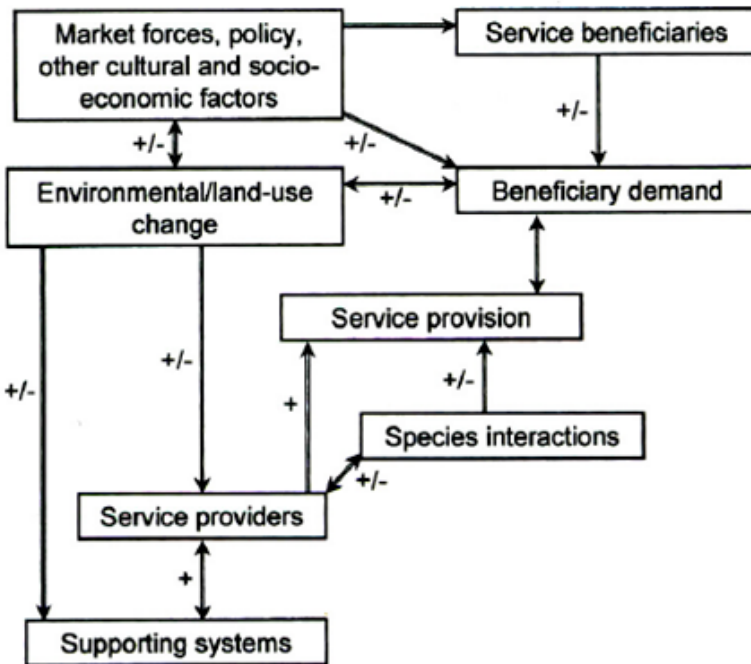 Market forces, policy,
other cultural and socio-
economic factors
Service beneficiaries
+/-
+/-
+/-
Environmental/land-use
change
+/-
Beneficiary demand
Service provision
+/-
+/-
+
+/-
Species interactions
+/-
Service providers
+
Supporting systems